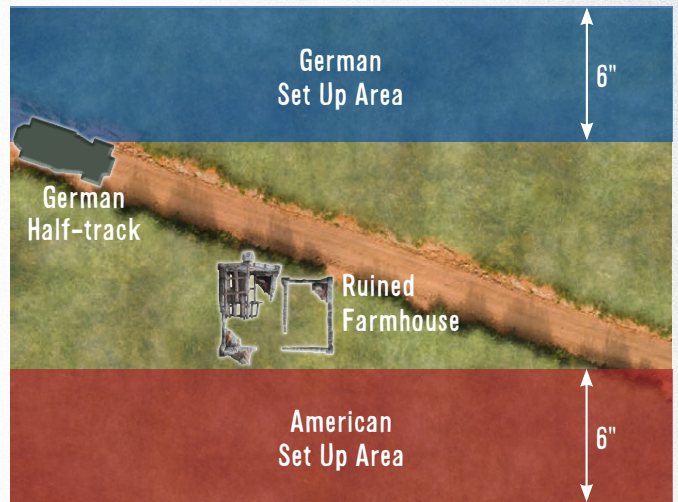 German
Set Up Area
6"
German
Half-track
Ruined
Farmhouse
American
Set Up Area
6"